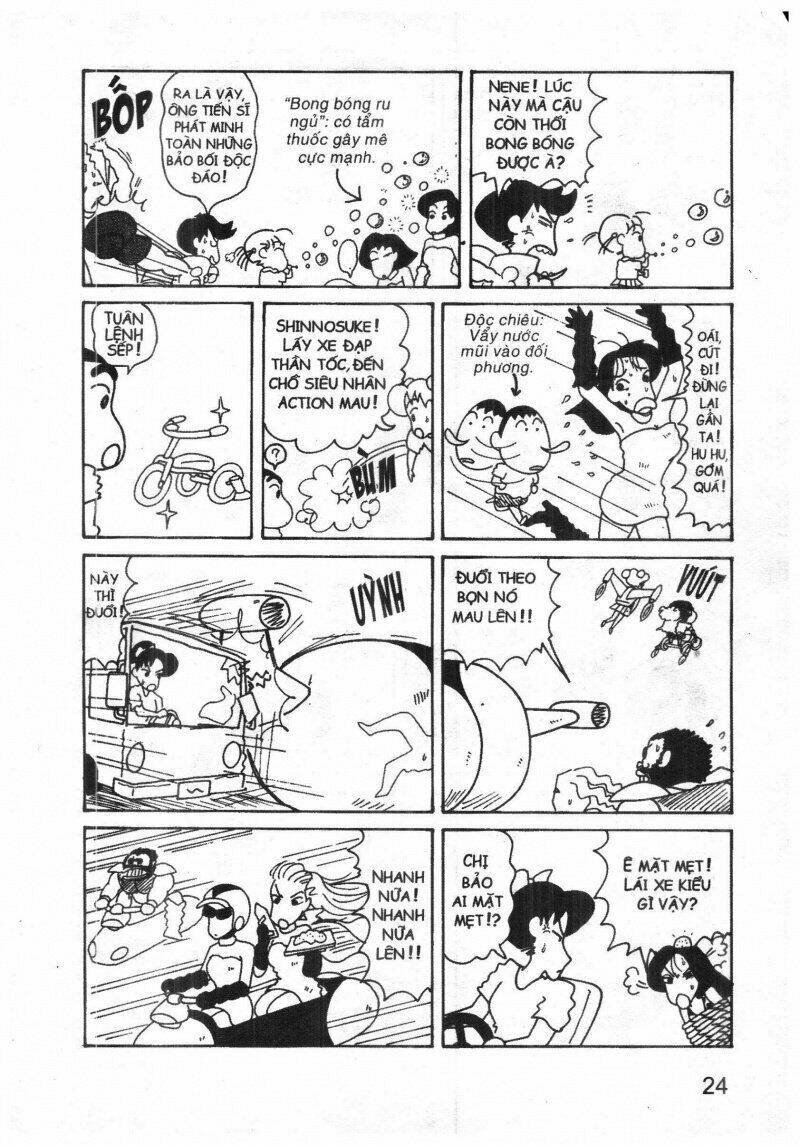 NENE! LÚC
NÀY MÀ CẬU
CÒN THỔI
BONG BÓNG
ĐƯỢC À?
"Bong bóng ru
ngủ": có tẩm
thuốc gây mê
cực mạnh.
RA LÀ VẬY,
ÔNG TIẾN SĨ
PHÁT MINH
TOÀN NHỮNG
BẢO BỐI ĐỘC
ĐÁO!
BỐP
OÁI,
CÚT
ĐI!
ĐỪNG
LẠI
GẦN
TA!
HU HU,
GỚM
QUÁ!
Độc chiêu:
Vẩy nước
mũi vào đối
phương.
SHINNOSUKE!
LẤY XE ĐẠP
THẦN TỐC, ĐẾN
CHỖ SIÊU NHÂN
ACTION MAU!
BÙM
?
TUÂN
LỆNH
SẾP!
VUÚT
ĐUỔI THEO
BỌN NÓ
MAU LÊN!!
UỲNH
NÀY
THÌ
ĐUỔI!
Ê MẶT MẸT!
LÁI XE KIỂU
GÌ VẬY?
CHỊ
BẢO
AI MẶT
MẸT!?
NHANH
NỮA!
NHANH
NỮA
LÊN!!
24